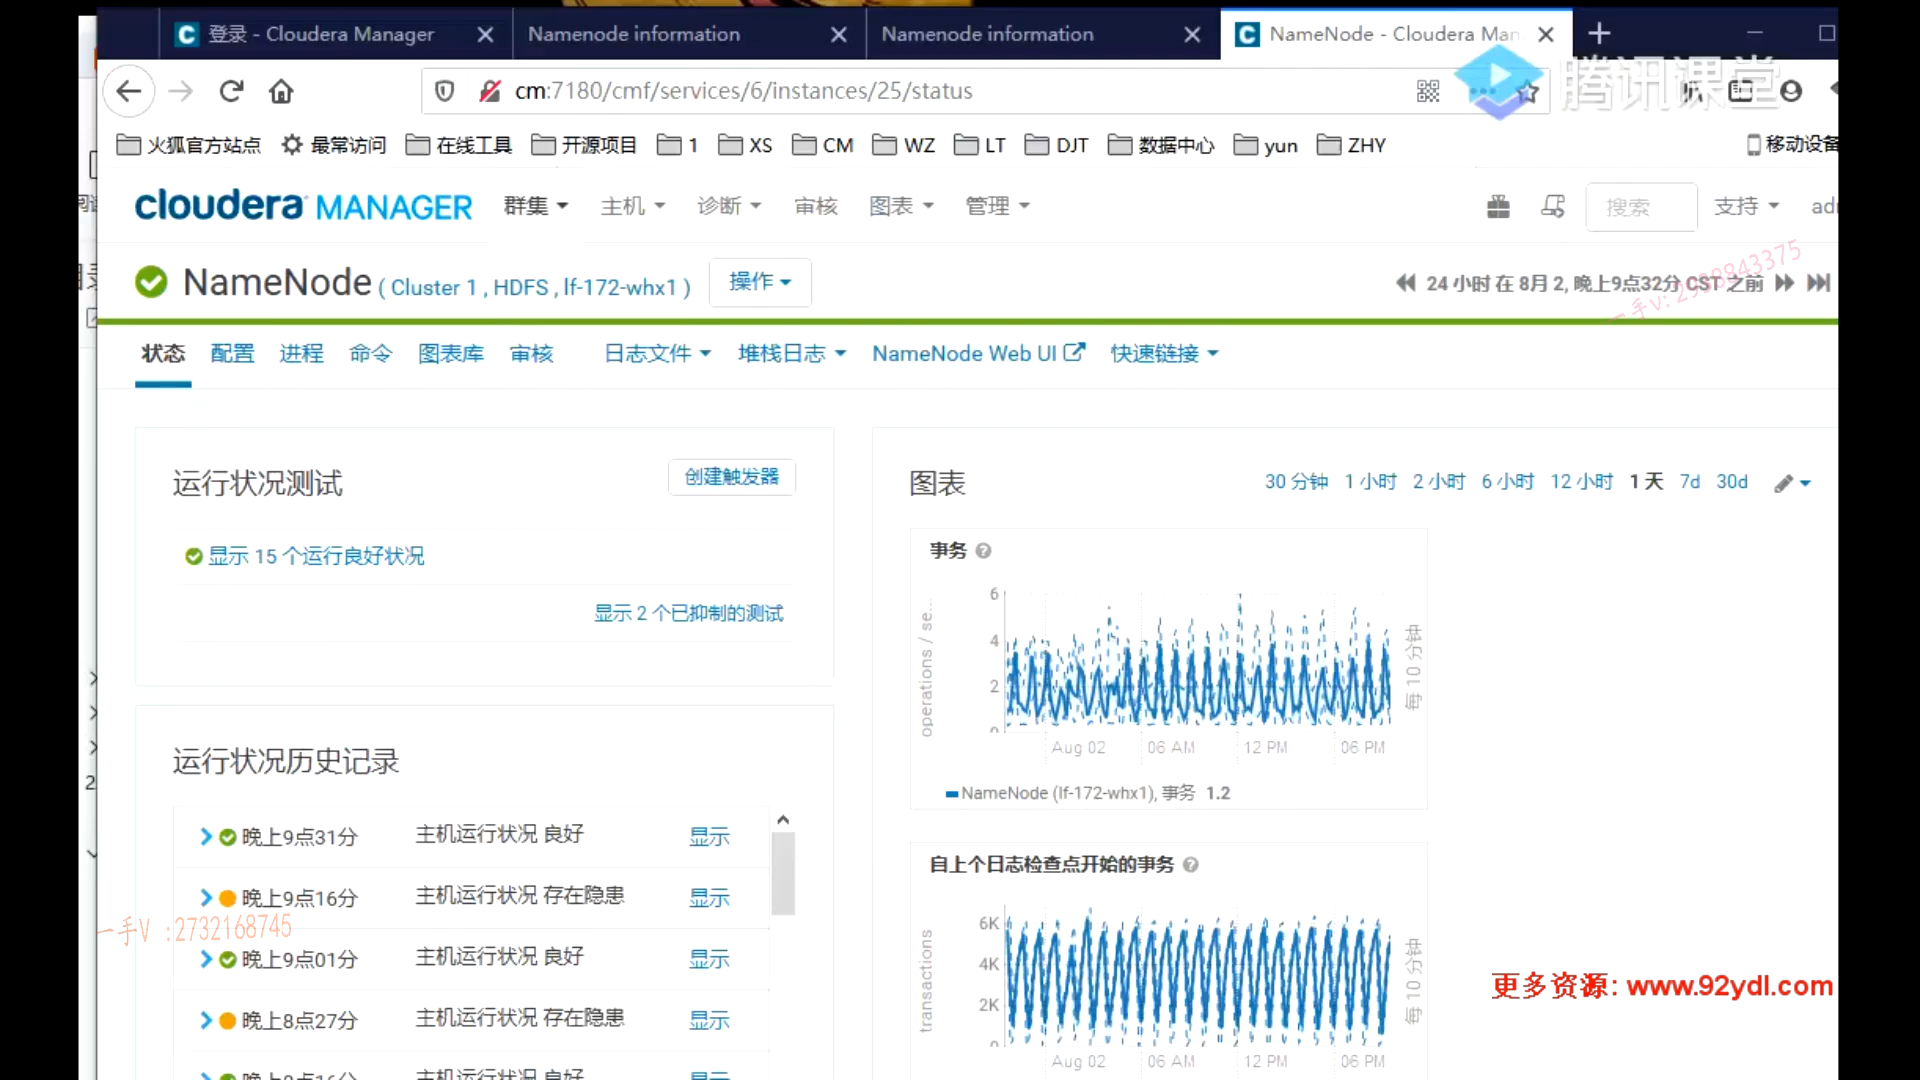 登录 - Cloudera Manager
Namenode information
Namenode information
NameNode - Cloudera Man
腾讯课堂
cm:7180/cmf/services/6/instances/25/status
火狐官方站点 最常访问 在线工具 开源项目 1 XS CM WZ LT DJT 数据中心 yun ZHY
移动设备
cloudera MANAGER 群集 主机 诊断 审核 图表 管理
搜索 支持
NameNode ( Cluster 1 , HDFS , lf-172-whx1 ) 操作
24 小时 在 8月 2, 晚上9点32分 CST 之前
状态 配置 进程 命令 图表库 审核 日志文件 堆栈日志 NameNode Web UI 快速链接
运行状况测试
创建触发器
显示 15 个运行良好状况
显示 2 个已抑制的测试
运行状况历史记录
晚上9点31分 主机运行状况 良好 显示
晚上9点16分 主机运行状况 存在隐患 显示
一手V :2732168745
晚上9点01分 主机运行状况 良好 显示
晚上8点27分 主机运行状况 存在隐患 显示
图表
30 分钟 1 小时 2 小时 6 小时 12 小时 1 天 7d 30d
事务
operations / se...
6
4
2
0
每 10 分钟
Aug 02 06 AM 12 PM 06 PM
NameNode (lf-172-whx1), 事务 1.2
自上个日志检查点开始的事务
transactions
6K
4K
2K
0
每 10 分钟
Aug 02 06 AM 12 PM 06 PM
更多资源: www.92ydl.com